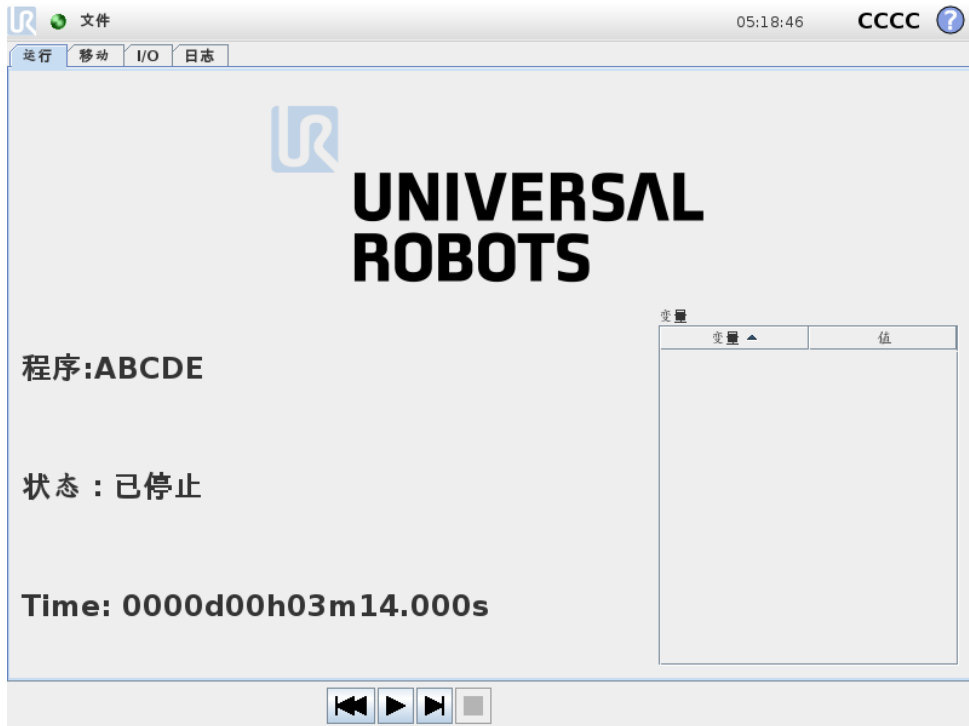 文件
05:18:46
CCCC
?
运行 移动 I/O 日志
UNIVERSAL
ROBOTS
变量
变量 值
程序:ABCDE
状态：已停止
Time: 0000d00h03m14.000s